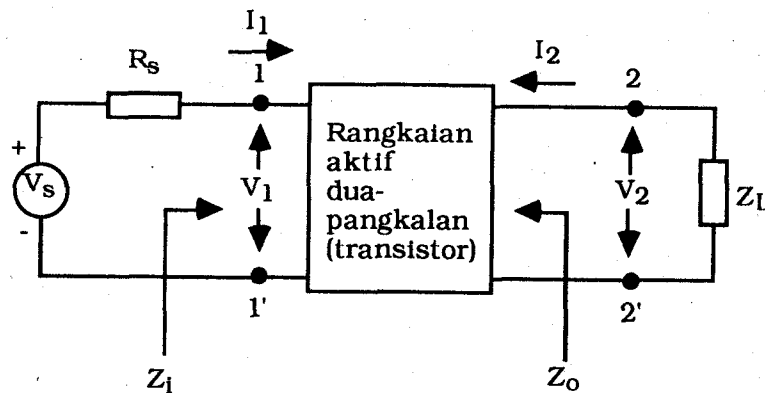 I1
I2
Rs
1
2
+
Vs
-
V1
Rangkaian
aktif
dua-
pangkalan
(transistor)
V2
ZL
1'
2'
Zi
Zo